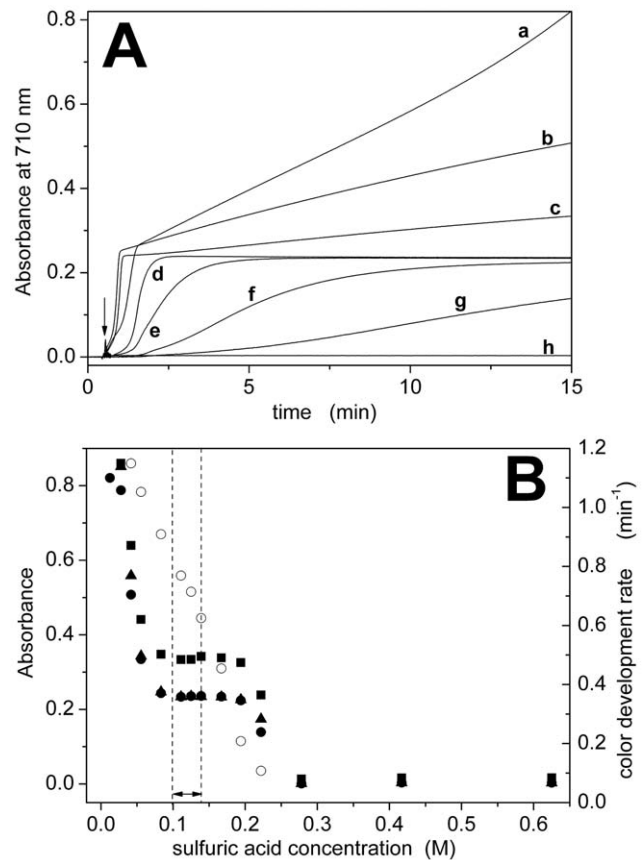 A
0.8
0.6
0.4
0.2
0.0
Absorbance at 710 nm
a
b
c
d
e
f
g
h
0
5
10
15
time (min)
B
0.8
0.6
0.4
0.2
0.0
Absorbance
1.2
1.0
0.8
0.6
0.4
0.2
0.0
color development rate (min⁻¹)
0.0 0.1 0.2 0.3 0.4 0.5 0.6
sulfuric acid concentration (M)